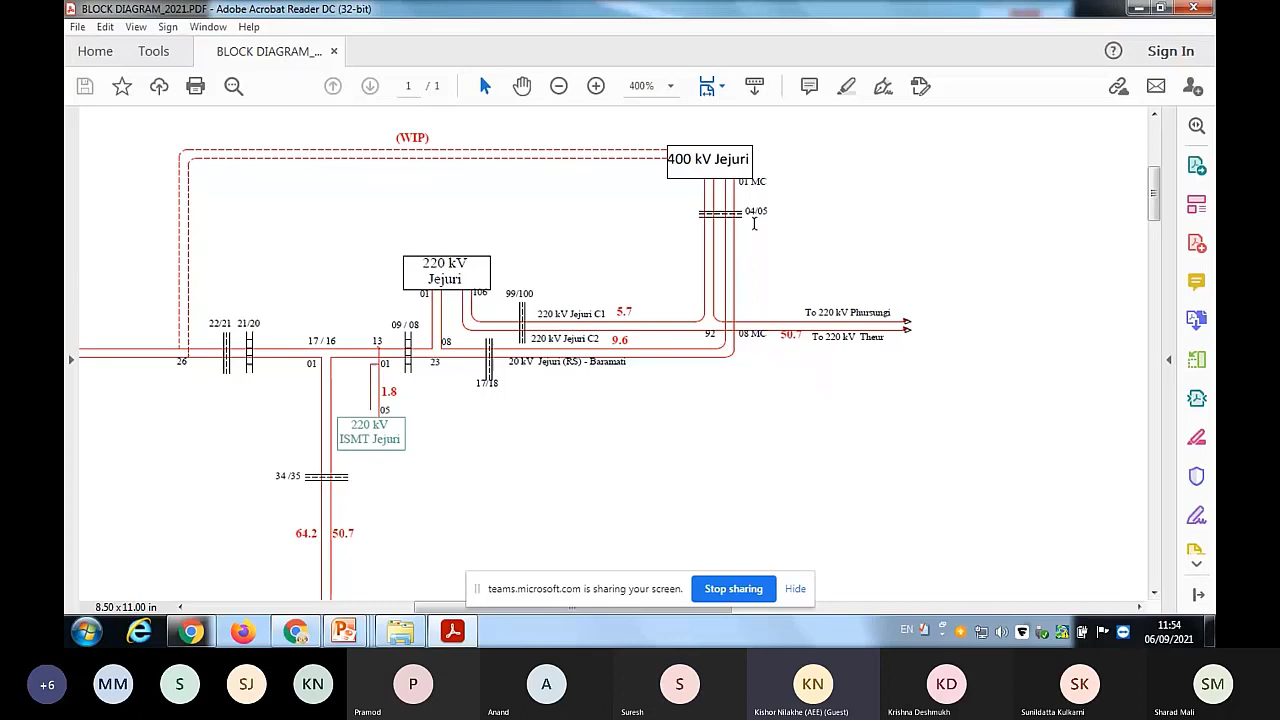 BLOCK DIAGRAM_2021.PDF - Adobe Acrobat Reader DC (32-bit)
File Edit View Sign Window Help
Home Tools BLOCK DIAGRAM_... × Sign In
1 / 1 400%
(WIP)
400 kV Jejuri
01 MC
04/05
220 kV
Jejuri
01 106 99/100
220 kV Jejuri C1 5.7 To 220 kV Phursungi
22/21 21/20 09 / 08
17 / 16 13 08 220 kV Jejuri C2 9.6 92 08 MC 50.7 To 220 kV Theur
26 01 01 23 20 kV Jejuri (RS) - Baramati
17/18
1.8
05
220 kV
ISMT Jejuri
34 /35
64.2 50.7
teams.microsoft.com is sharing your screen. Stop sharing Hide
8.50 x 11.00 in
EN 11:54
06/09/2021
+6 MM S SJ KN P A S KN KD SK SM
Pramod Anand Suresh Kishor Nilakhe (AEE) (Guest) Krishna Deshmukh Sunildatta Kulkarni Sharad Mali